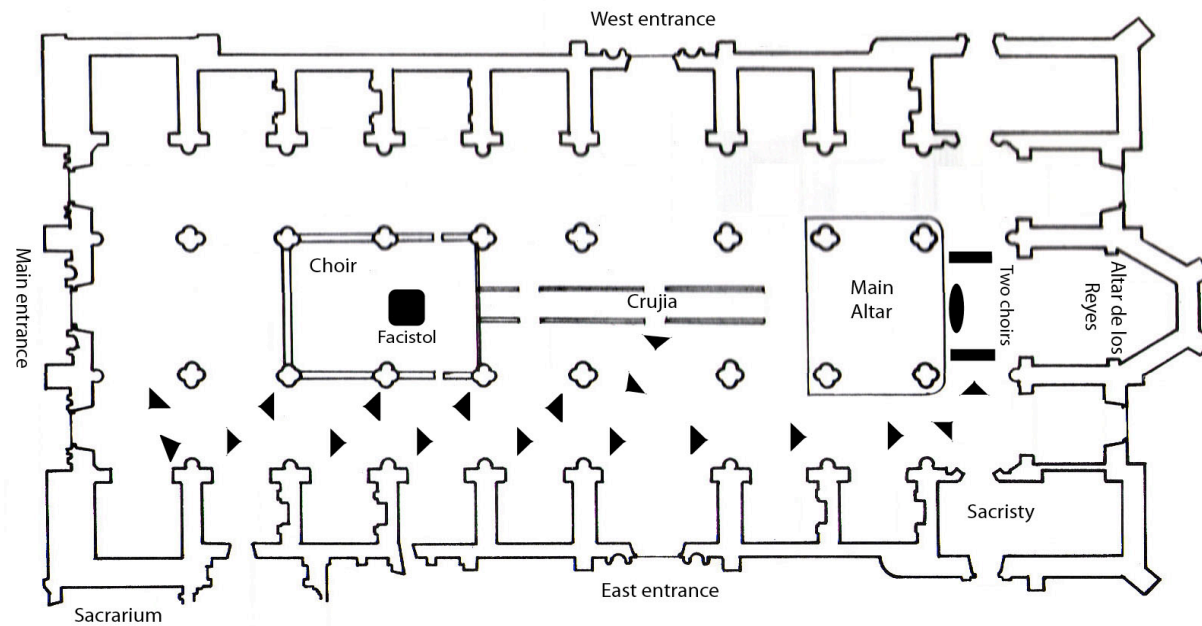 West entrance
Main entrance
Choir
Facistol
Crujia
Main
Altar
Two choirs
Altar de los
Reyes
Sacristy
East entrance
Sacrarium